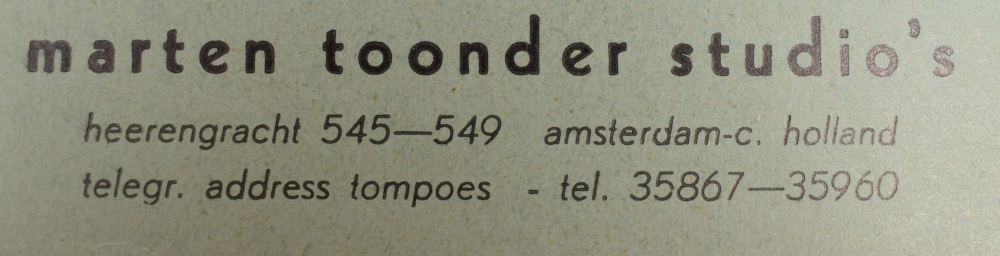 marten toonder studio's
heerengracht 545—549 amsterdam-c. holland
telegr. address tompoes - tel. 35867—35960